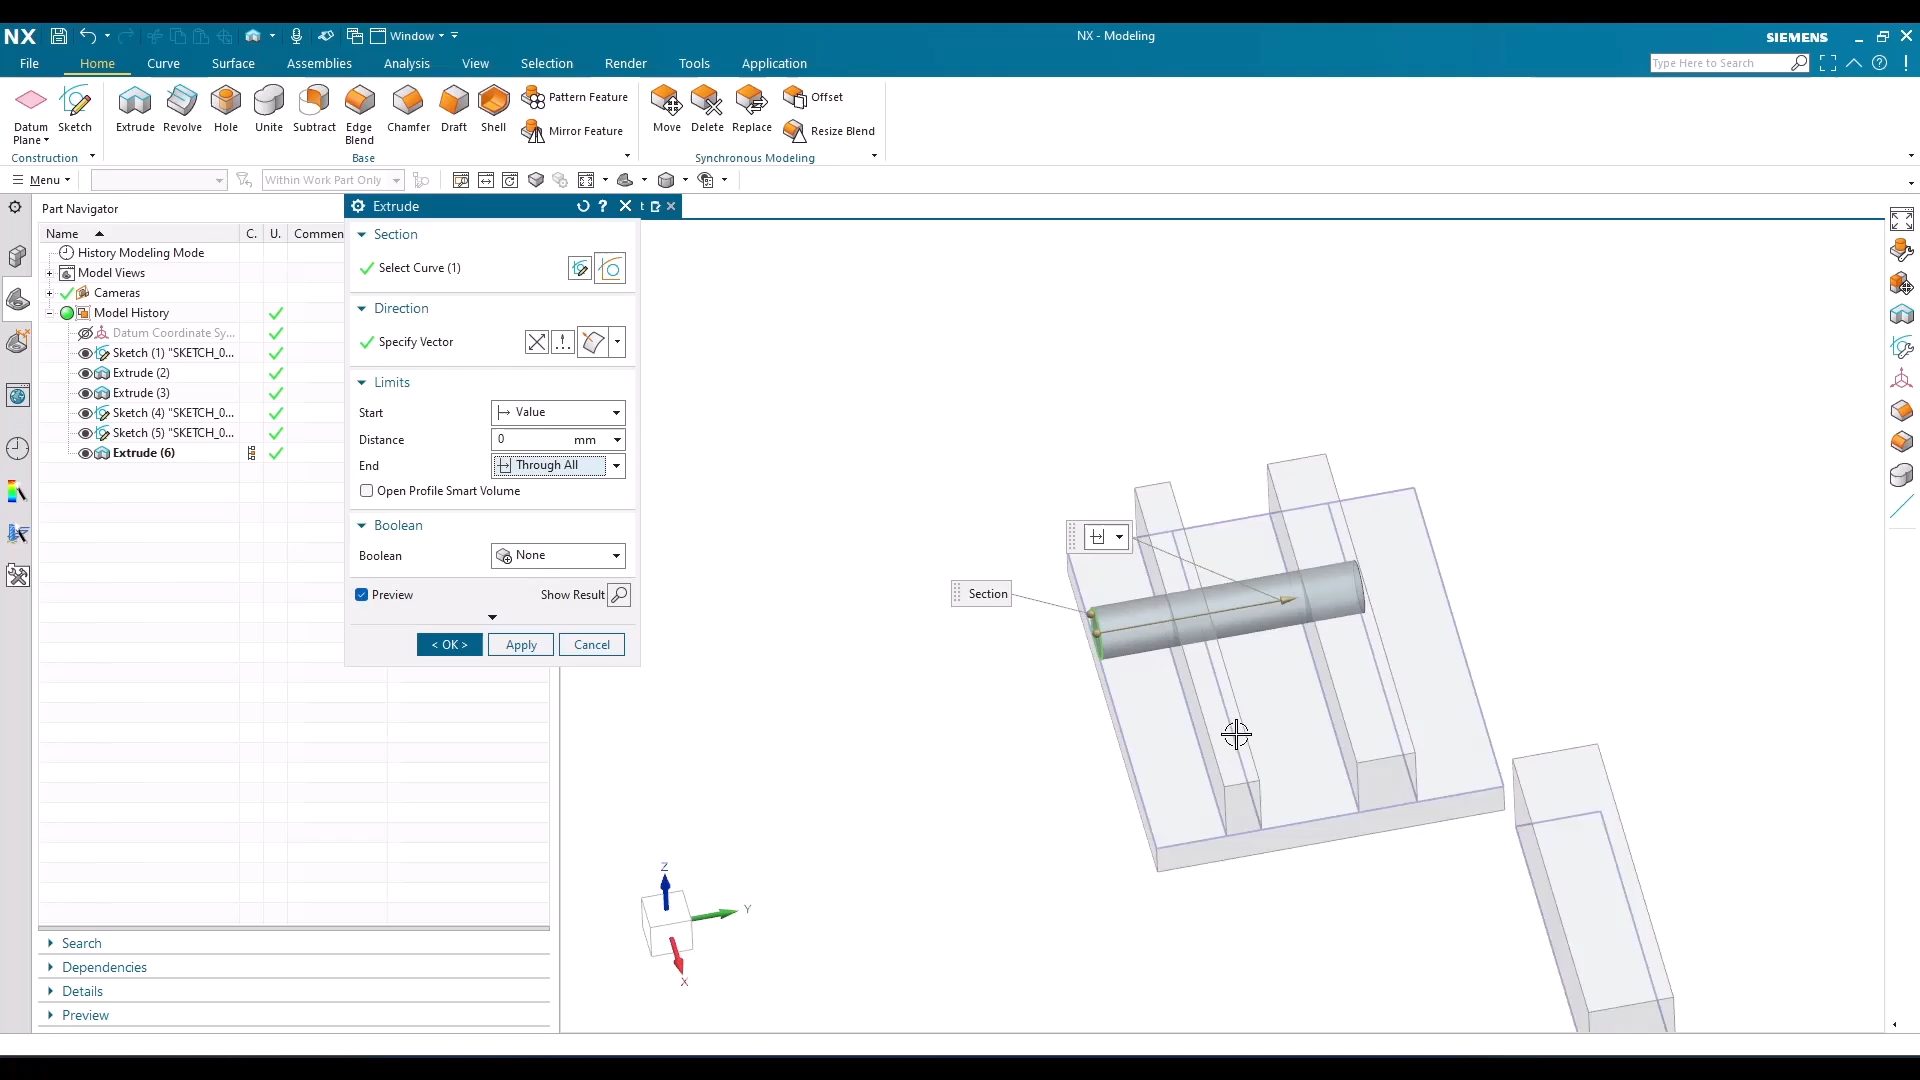 NX
Window
NX - Modeling
SIEMENS
File
Home
Curve
Surface
Assemblies
Analysis
View
Selection
Render
Tools
Application
Type Here to Search
Datum Plane
Sketch
Extrude
Revolve
Hole
Unite
Subtract
Edge Blend
Chamfer
Draft
Shell
Pattern Feature
Mirror Feature
Move
Delete
Replace
Offset
Resize Blend
Construction
Base
Synchronous Modeling
Menu
Within Work Part Only
Part Navigator
Name
C.
U.
Commen
History Modeling Mode
Model Views
Cameras
Model History
Datum Coordinate Sy...
Sketch (1) "SKETCH_0...
Extrude (2)
Extrude (3)
Sketch (4) "SKETCH_0...
Sketch (5) "SKETCH_0...
Extrude (6)
Search
Dependencies
Details
Preview
Extrude
t
Section
Select Curve (1)
Direction
Specify Vector
Limits
Start
Value
Distance
0 mm
End
Through All
Open Profile Smart Volume
Boolean
Boolean
None
Preview
Show Result
< OK >
Apply
Cancel
Section
Z
Y
X